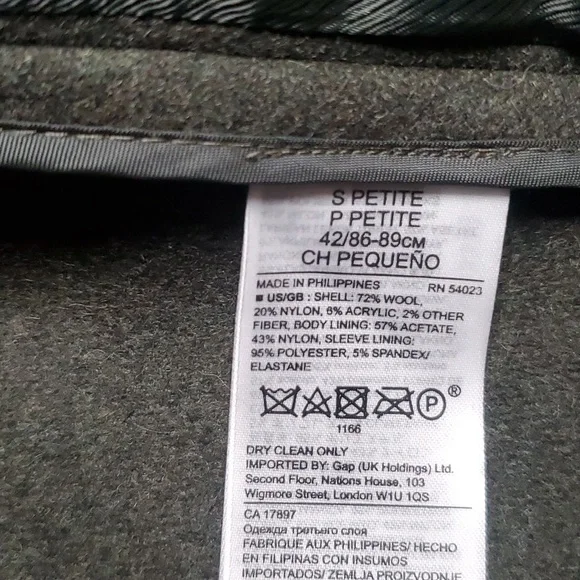 S PETITE
P PETITE
42/86-89CM
CH PEQUEÑO
MADE IN PHILIPPINES RN 54023
■ US/GB : SHELL: 72% WOOL,
20% NYLON, 6% ACRYLIC, 2% OTHER
FIBER, BODY LINING: 57% ACETATE,
43% NYLON, SLEEVE LINING:
95% POLYESTER, 5% SPANDEX/
ELASTANE
P ®
1166
DRY CLEAN ONLY
IMPORTED BY: Gap (UK Holdings) Ltd.
Second Floor, Nations House, 103
Wigmore Street, London W1U 1QS
CA 17897
Одежда третьего слоя
FABRIQUE AUX PHILIPPINES/ HECHO
EN FILIPINAS CON INSUMOS
IMPORTADOS/ ZEMLJA PROIZVODNJE